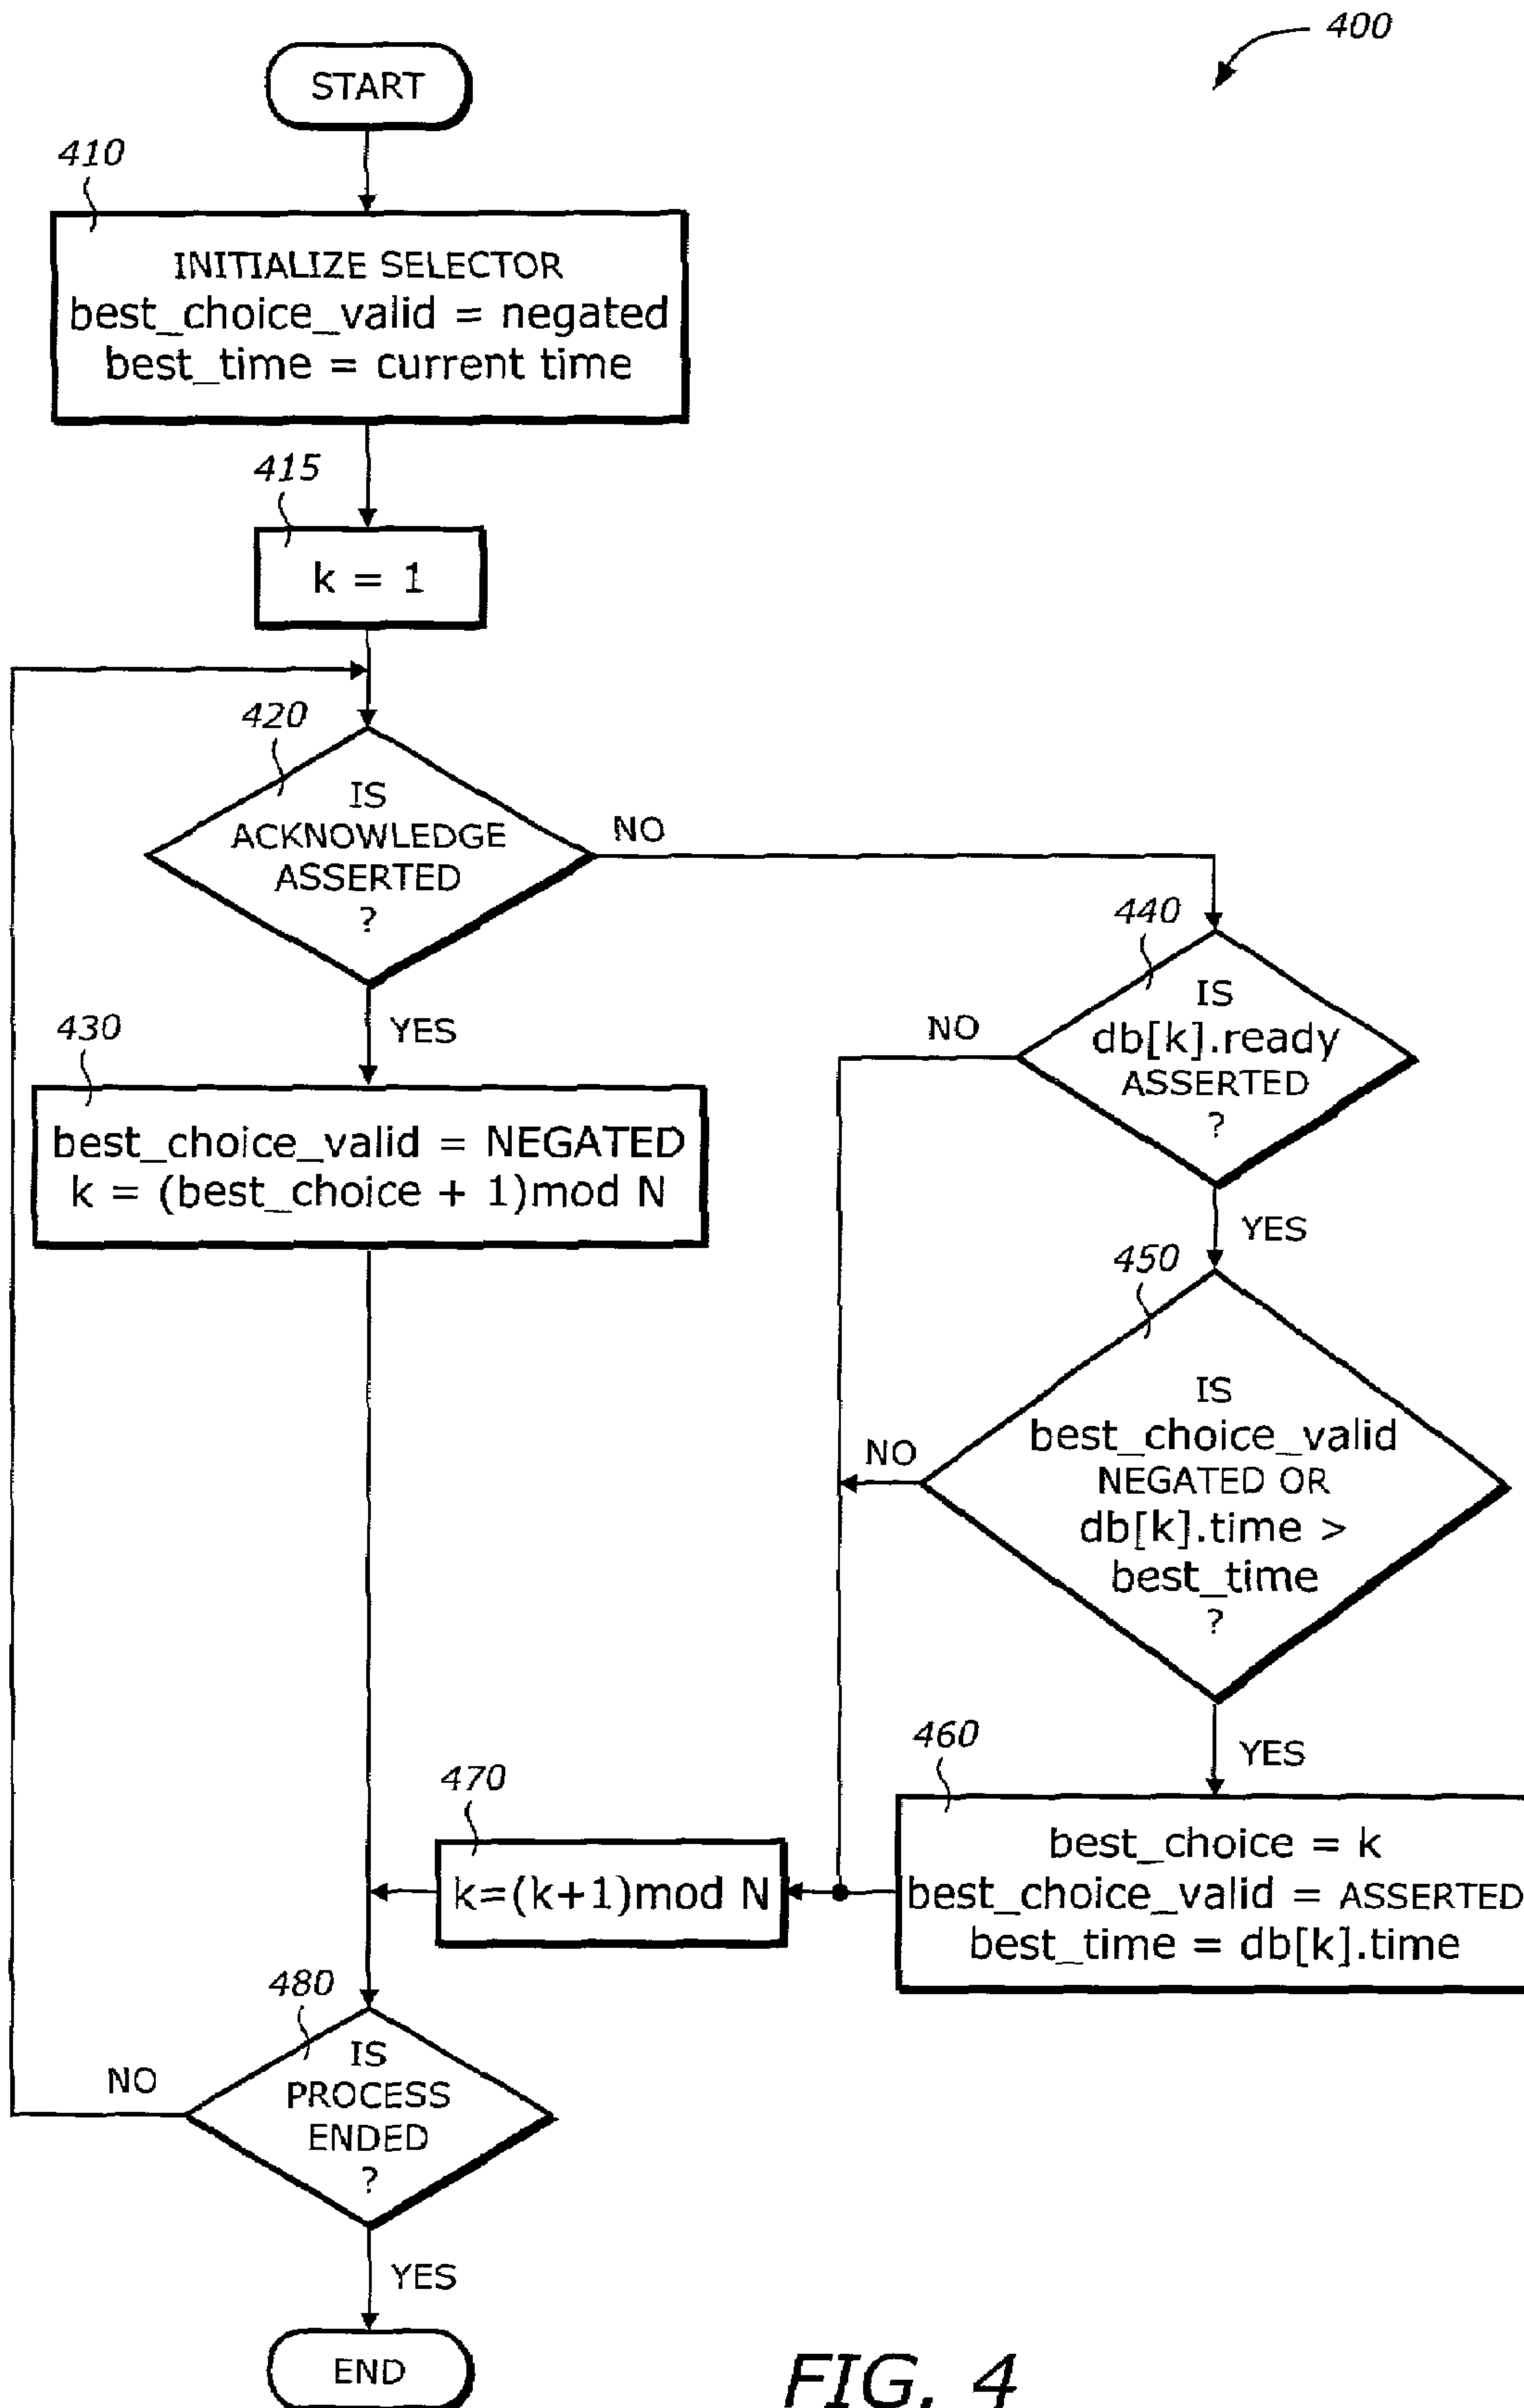 400
START
410
INITIALIZE SELECTOR
best_choice_valid = negated
best_time = current time
415
k = 1
420
IS
ACKNOWLEDGE
ASSERTED
?
NO
YES
430
best_choice_valid = NEGATED
k = (best_choice + 1)mod N
440
IS
db[k].ready
ASSERTED
?
NO
YES
450
IS
best_choice_valid
NEGATED OR
db[k].time >
best_time
?
NO
YES
460
best_choice = k
best_choice_valid = ASSERTED
best_time = db[k].time
470
k=(k+1)mod N
480
IS
PROCESS
ENDED
?
NO
YES
END
FIG. 4